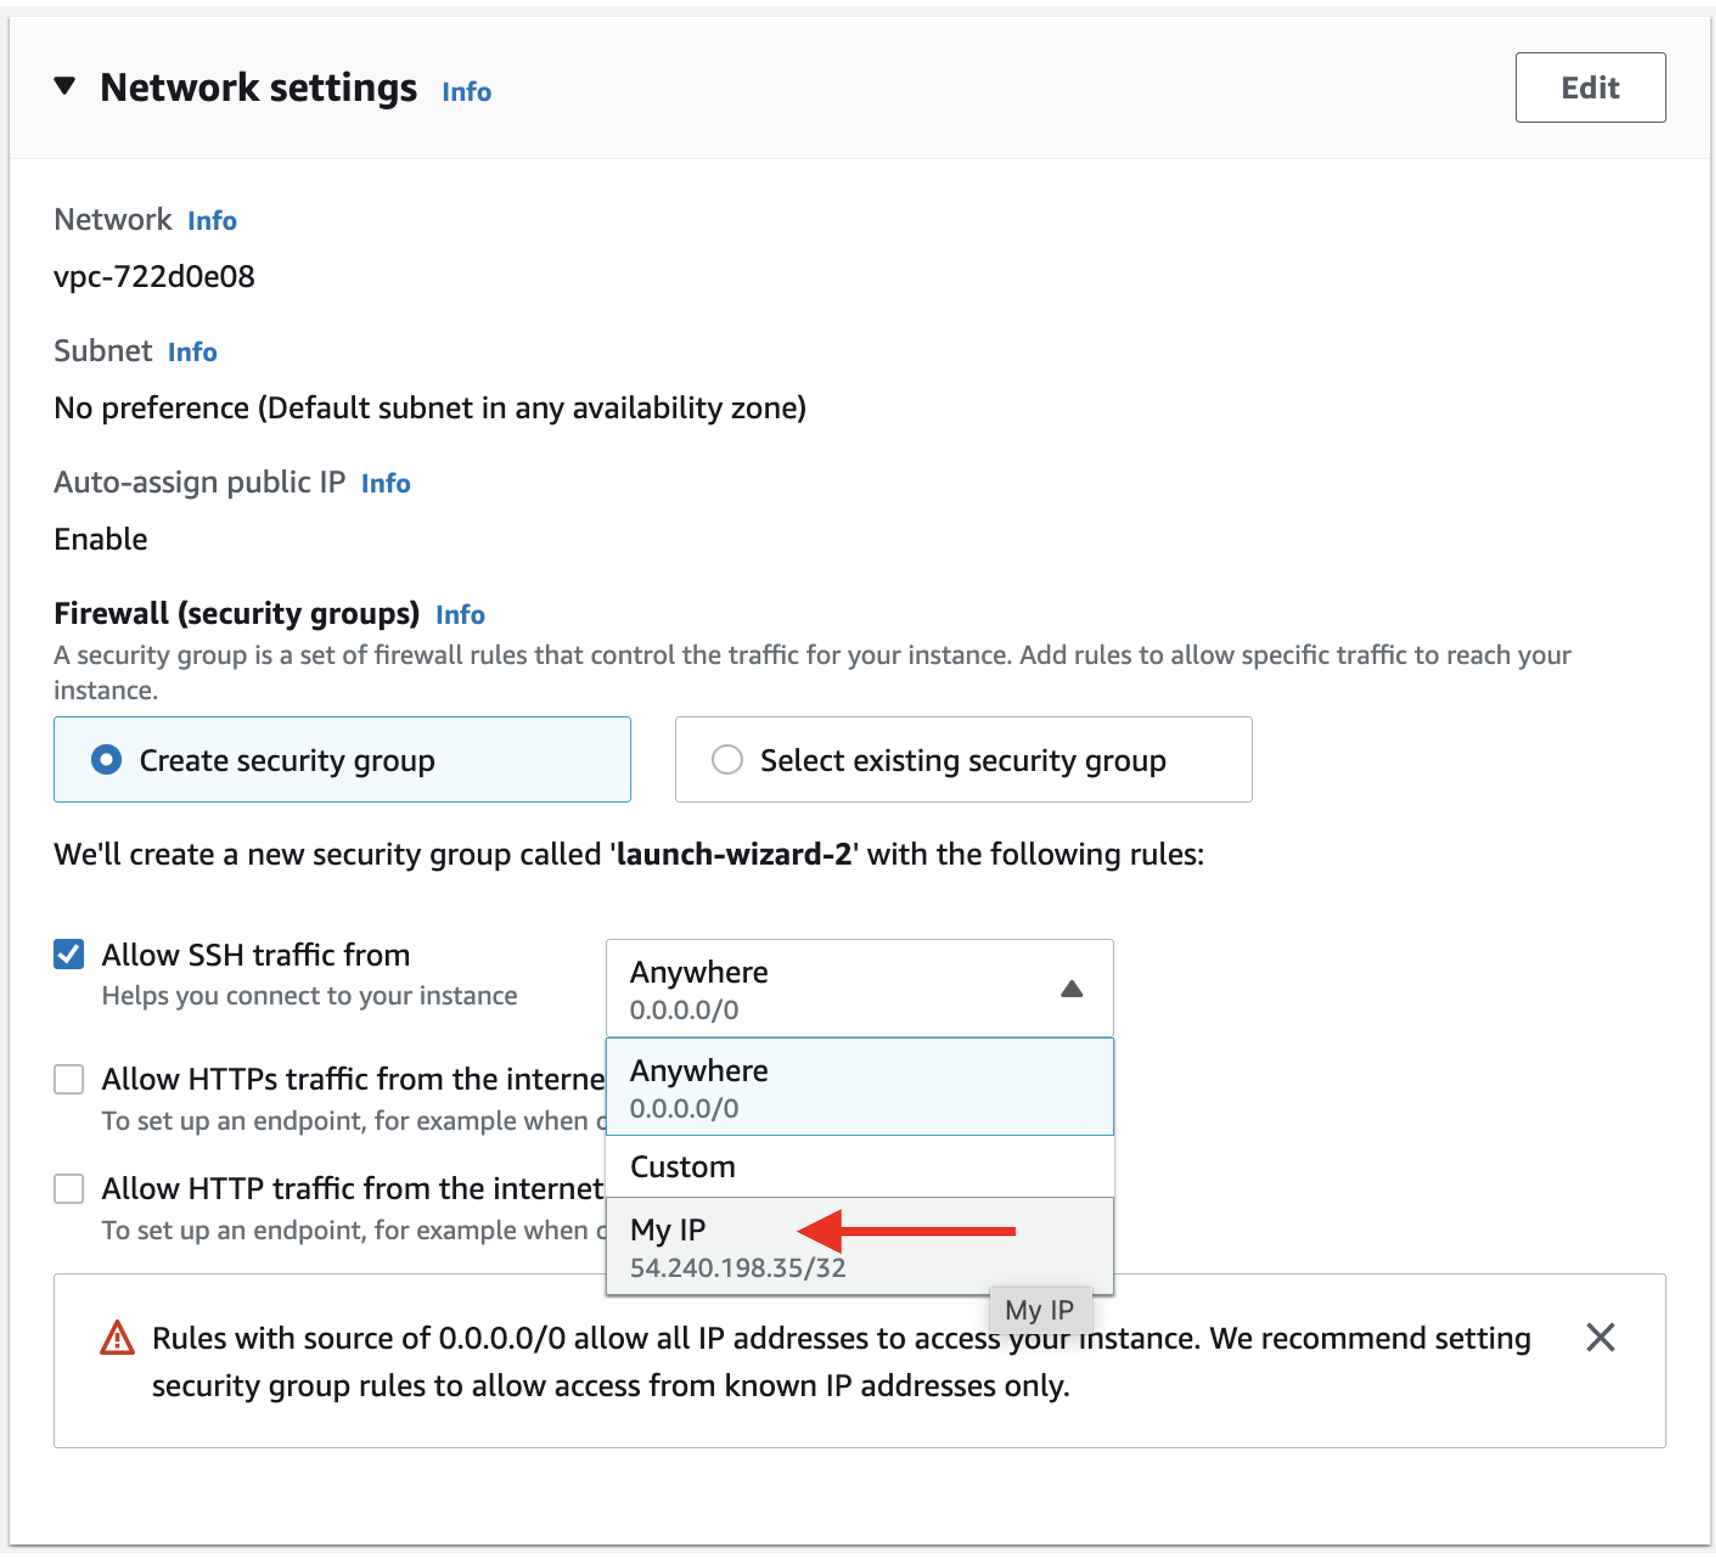 Network settings Info
Edit
Network Info
vpc-722d0e08
Subnet Info
No preference (Default subnet in any availability zone)
Auto-assign public IP Info
Enable
Firewall (security groups) Info
A security group is a set of firewall rules that control the traffic for your instance. Add rules to allow specific traffic to reach your
instance.
Create security group
Select existing security group
We'll create a new security group called 'launch-wizard-2' with the following rules:
Allow SSH traffic from
Helps you connect to your instance
Anywhere
0.0.0.0/0
Anywhere
0.0.0.0/0
Custom
My IP
54.240.198.35/32
My IP
Allow HTTPs traffic from the interne
To set up an endpoint, for example when
Allow HTTP traffic from the internet
To set up an endpoint, for example when
Rules with source of 0.0.0.0/0 allow all IP addresses to access your instance. We recommend setting
security group rules to allow access from known IP addresses only.